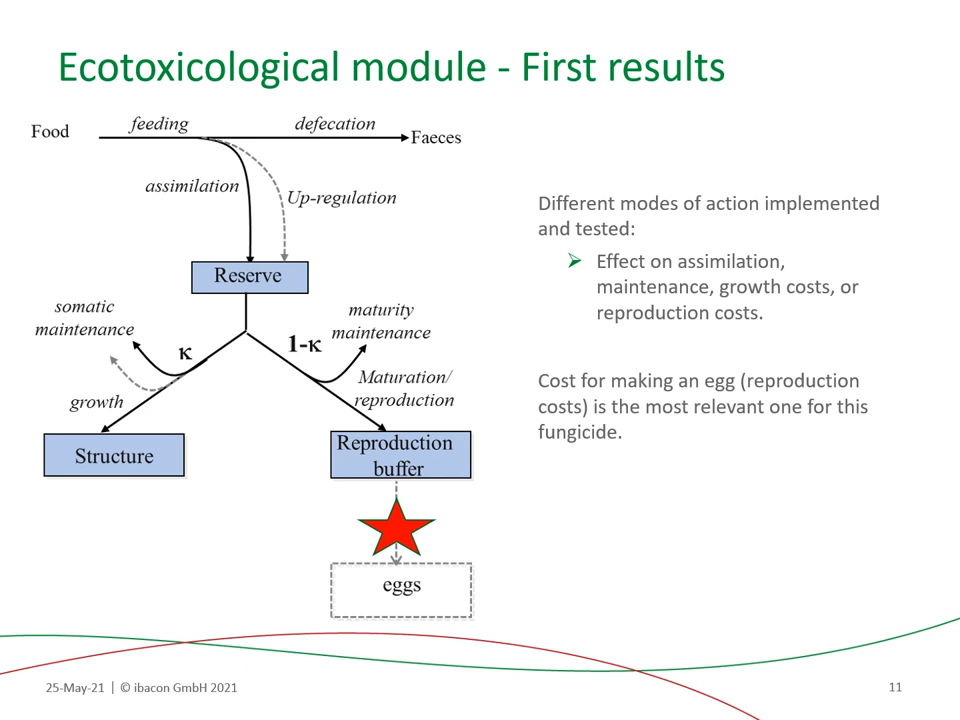 Ecotoxicological module - First results
Food
feeding
defecation
Faeces
assimilation
Up-regulation
Reserve
somatic
maintenance
maturity
maintenance
κ
1-κ
growth
Maturation/
reproduction
Structure
Reproduction
buffer
eggs
Different modes of action implemented
and tested:
➢ Effect on assimilation,
maintenance, growth costs, or
reproduction costs.
Cost for making an egg (reproduction
costs) is the most relevant one for this
fungicide.
25-May-21 | © ibacon GmbH 2021
11